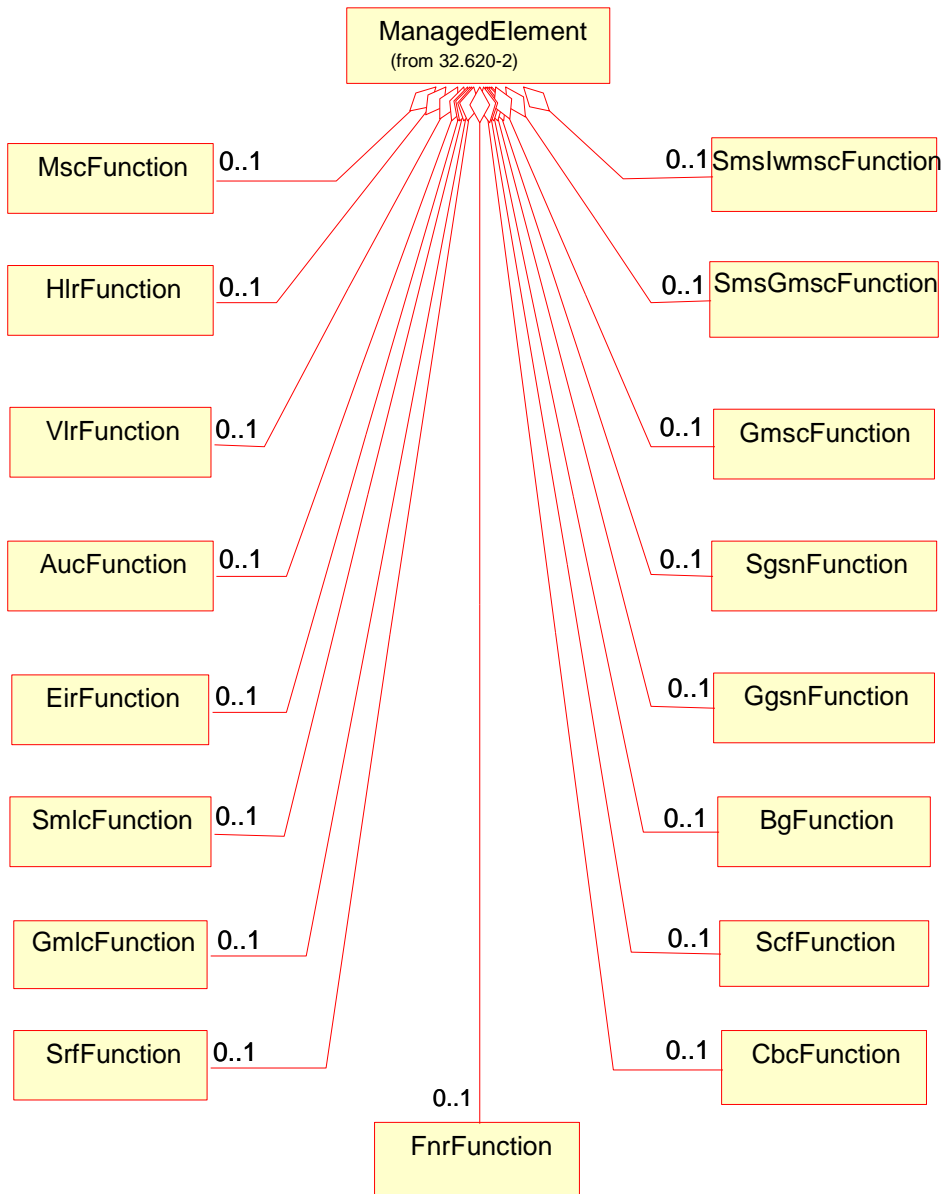 ManagedElement
(from 32.620-2)
MscFunction
0..1
0..1
SmsIwmscFunction
HlrFunction
0..1
0..1
SmsGmscFunction
VlrFunction
0..1
0..1
GmscFunction
AucFunction
0..1
0..1
SgsnFunction
EirFunction
0..1
0..1
GgsnFunction
SmlcFunction
0..1
0..1
BgFunction
GmlcFunction
0..1
0..1
ScfFunction
SrfFunction
0..1
0..1
CbcFunction
0..1
FnrFunction